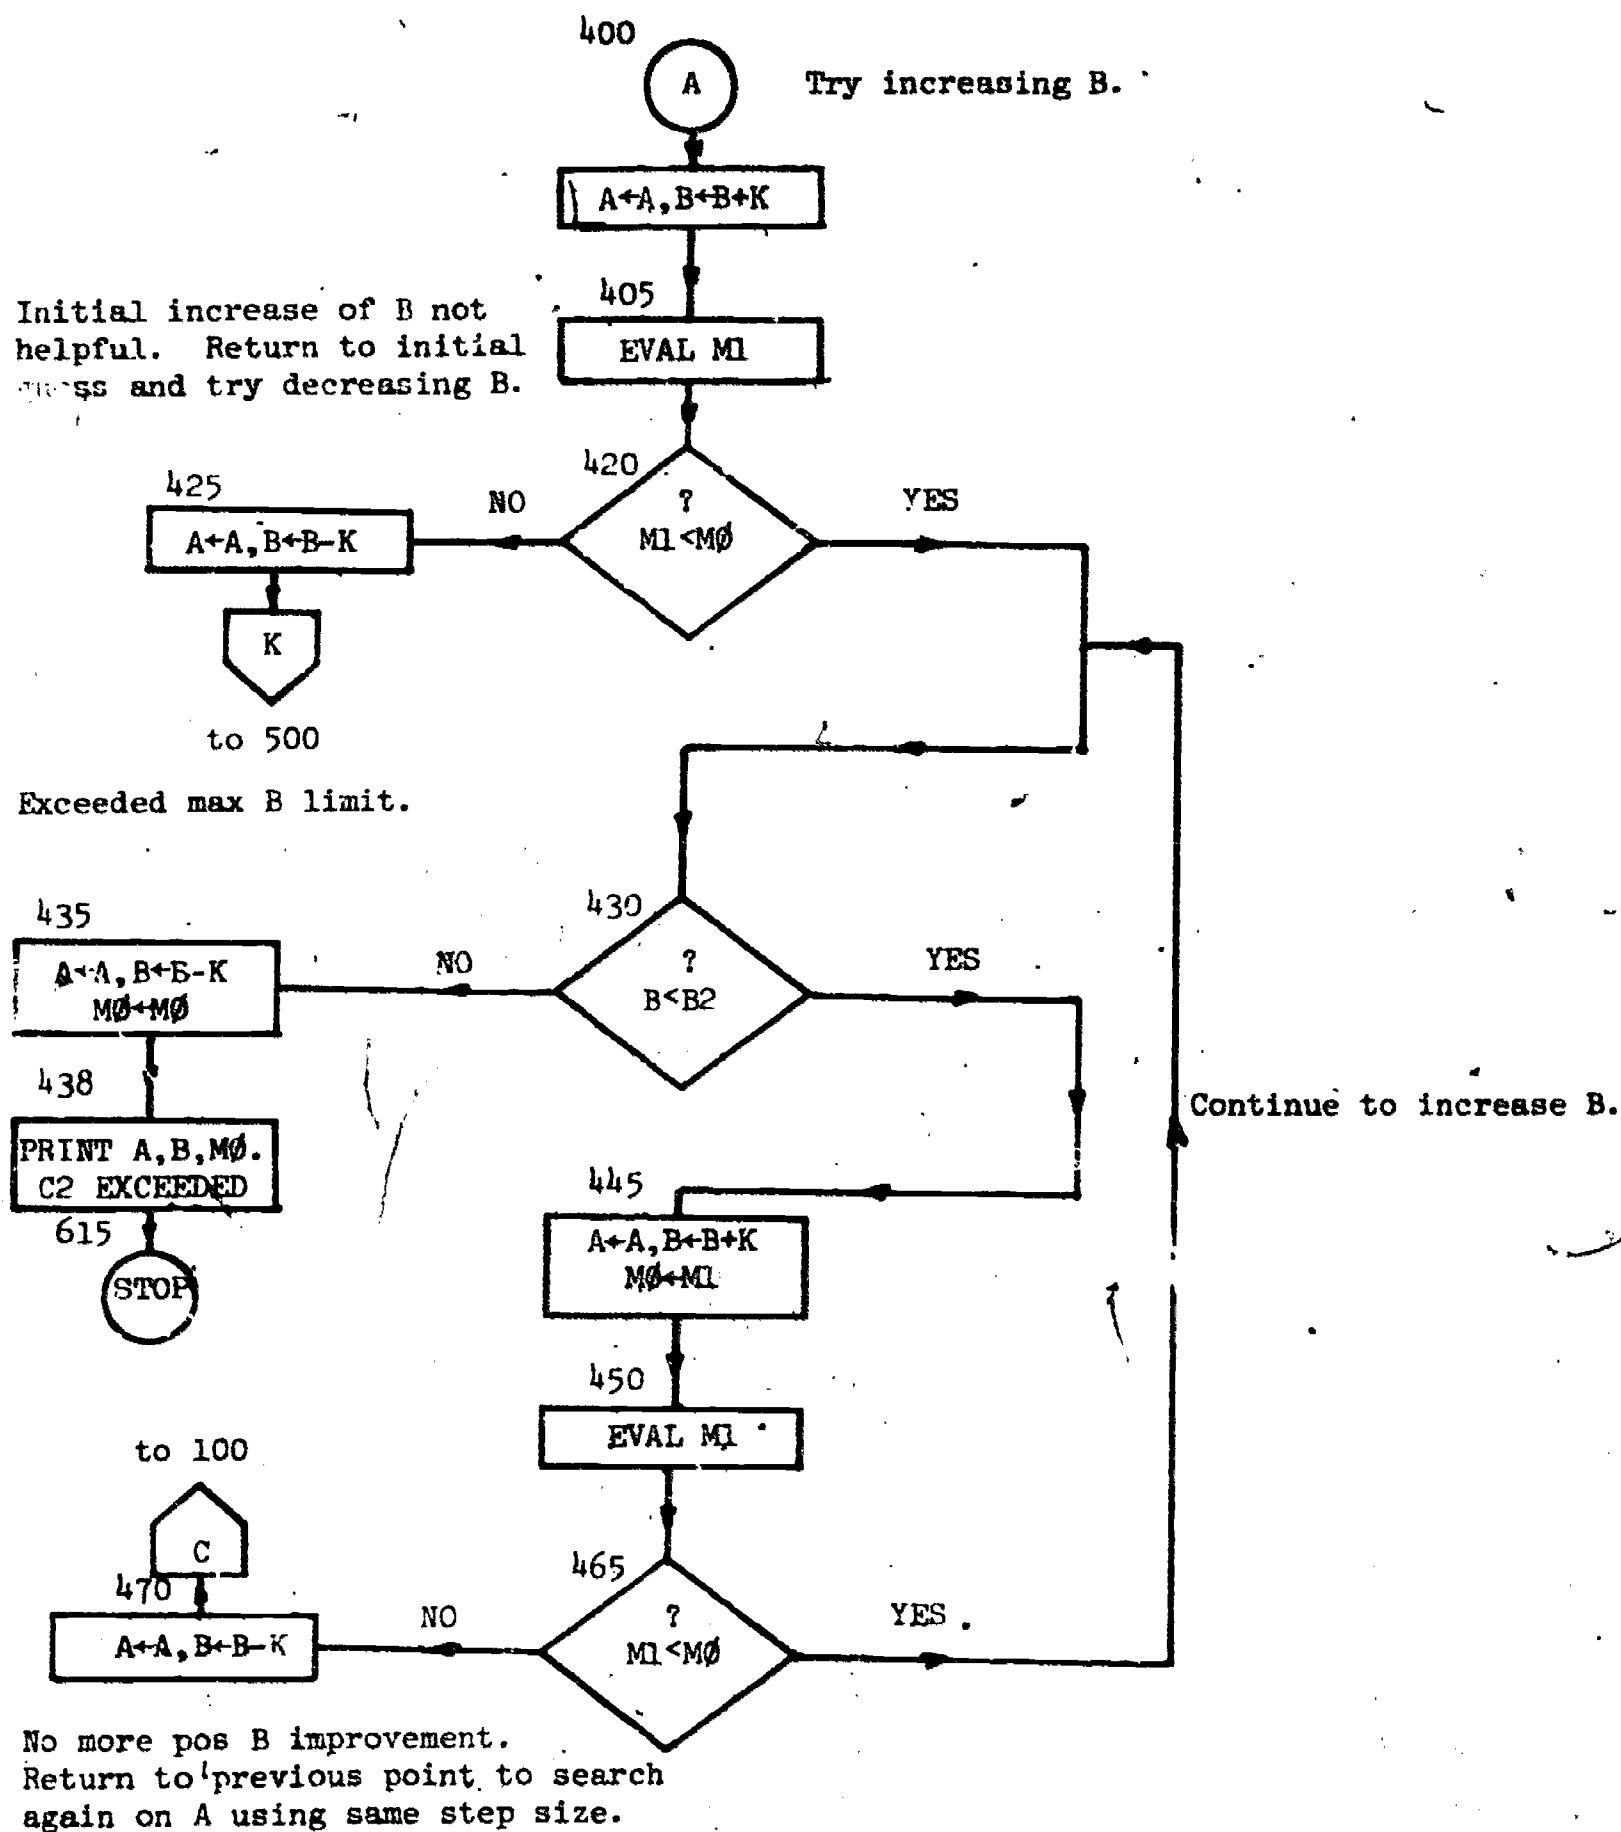 400
A
Try increasing B.
A←A,B←B+K
405
Initial increase of B not
helpful. Return to initial
and try decreasing B.
EVAL M1
420
?
M1<MØ
NO
YES
425
A←A,B←B-K
K
to 500
Exceeded max B limit.
430
?
B<B2
NO
YES
435
A←A,B←B-K
MØ←MØ
438
PRINT A,B,MØ.
C2 EXCEEDED
615
STOP
Continue to increase B.
445
A←A,B←B+K
MØ←M1
450
EVAL M1
to 100
C
470
A←A,B←B-K
465
?
M1<MØ
NO
YES.
No more pos B improvement.
Return to previous point to search
again on A using same step size.